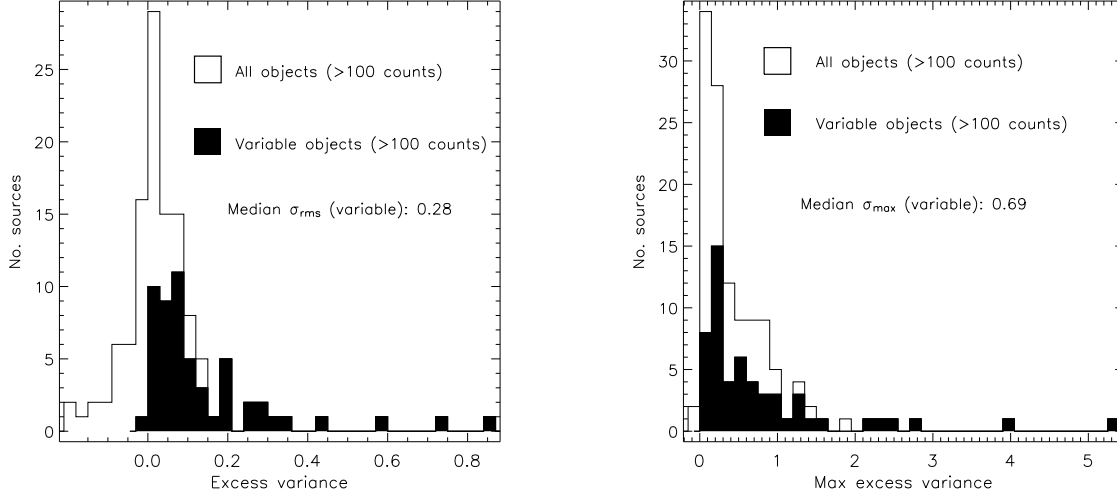 25
20
15
10
5
0
No. sources
All objects (>100 counts)
Variable objects (>100 counts)
Median σrms (variable): 0.28
0.0 0.2 0.4 0.6 0.8
Excess variance
30
25
20
15
10
5
0
No. sources
All objects (>100 counts)
Variable objects (>100 counts)
Median σmax (variable): 0.69
0 1 2 3 4 5
Max excess variance